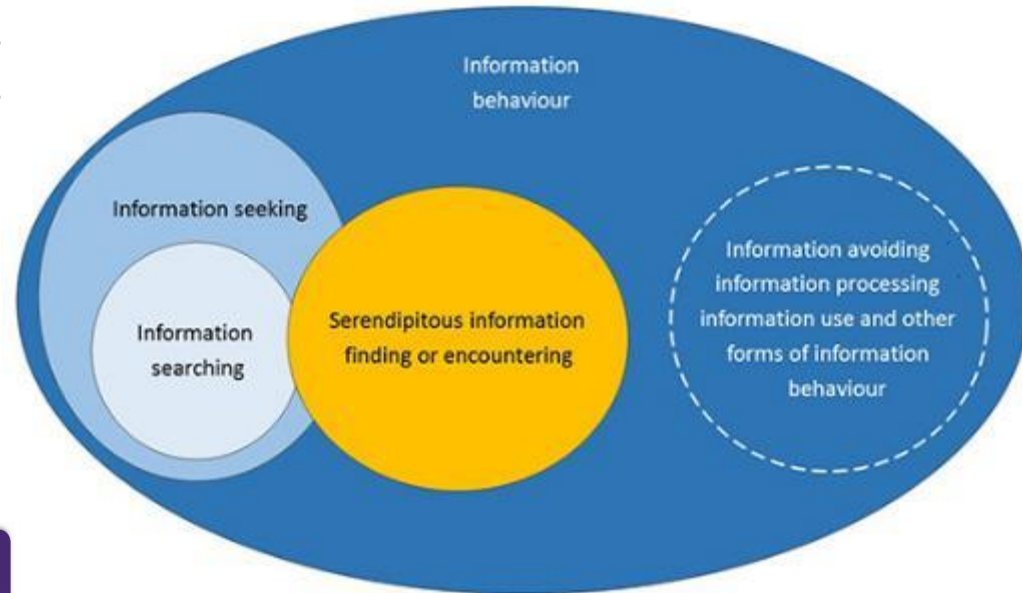 Information
behaviour
Information seeking
Information
searching
Serendipitous information
finding or encountering
Information avoiding
information processing
information use and other
forms of information
behaviour